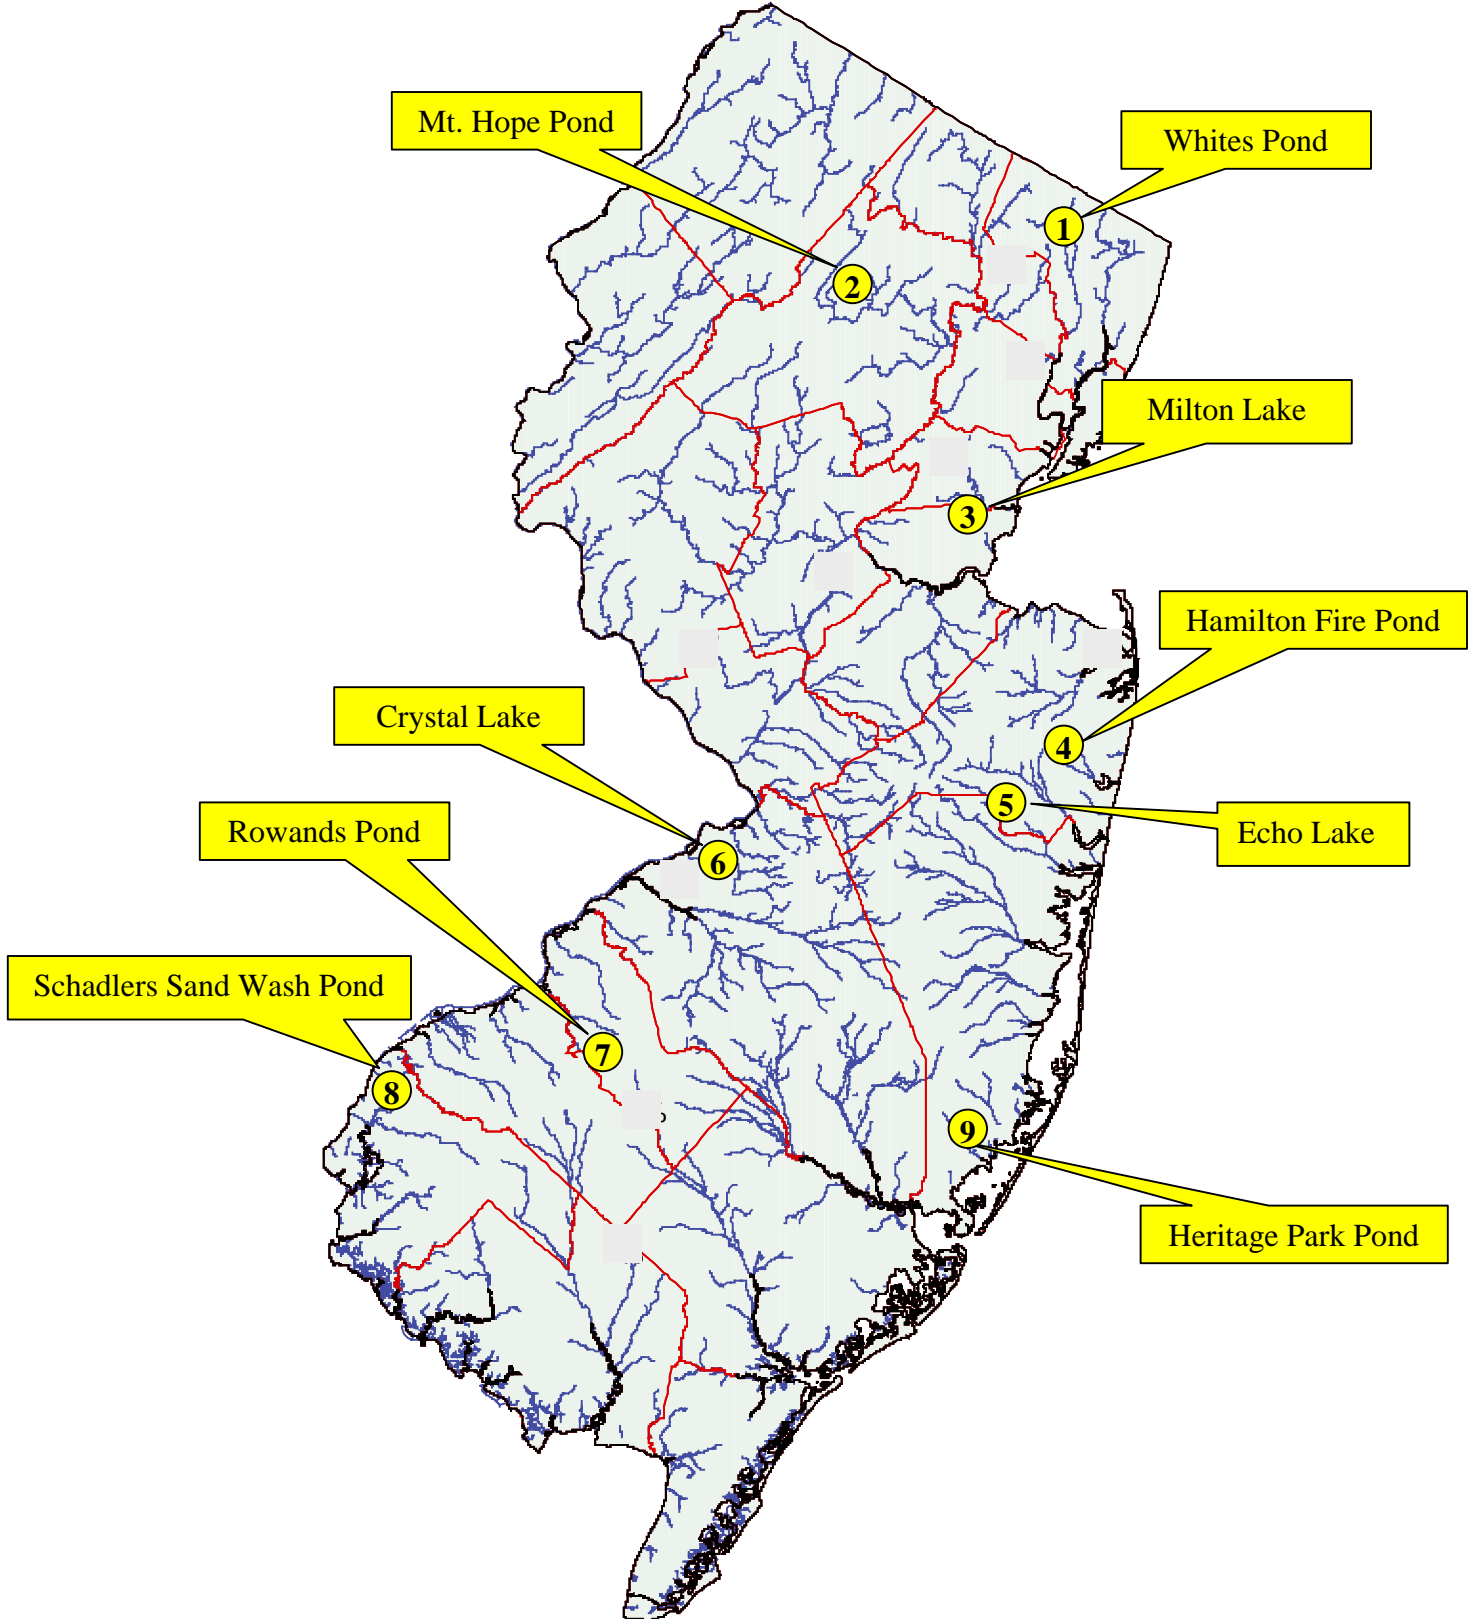 Mt. Hope Pond
Whites Pond
1
2
Milton Lake
3
Hamilton Fire Pond
Crystal Lake
4
5
Rowands Pond
Echo Lake
6
Schadlers Sand Wash Pond
7
8
9
Heritage Park Pond